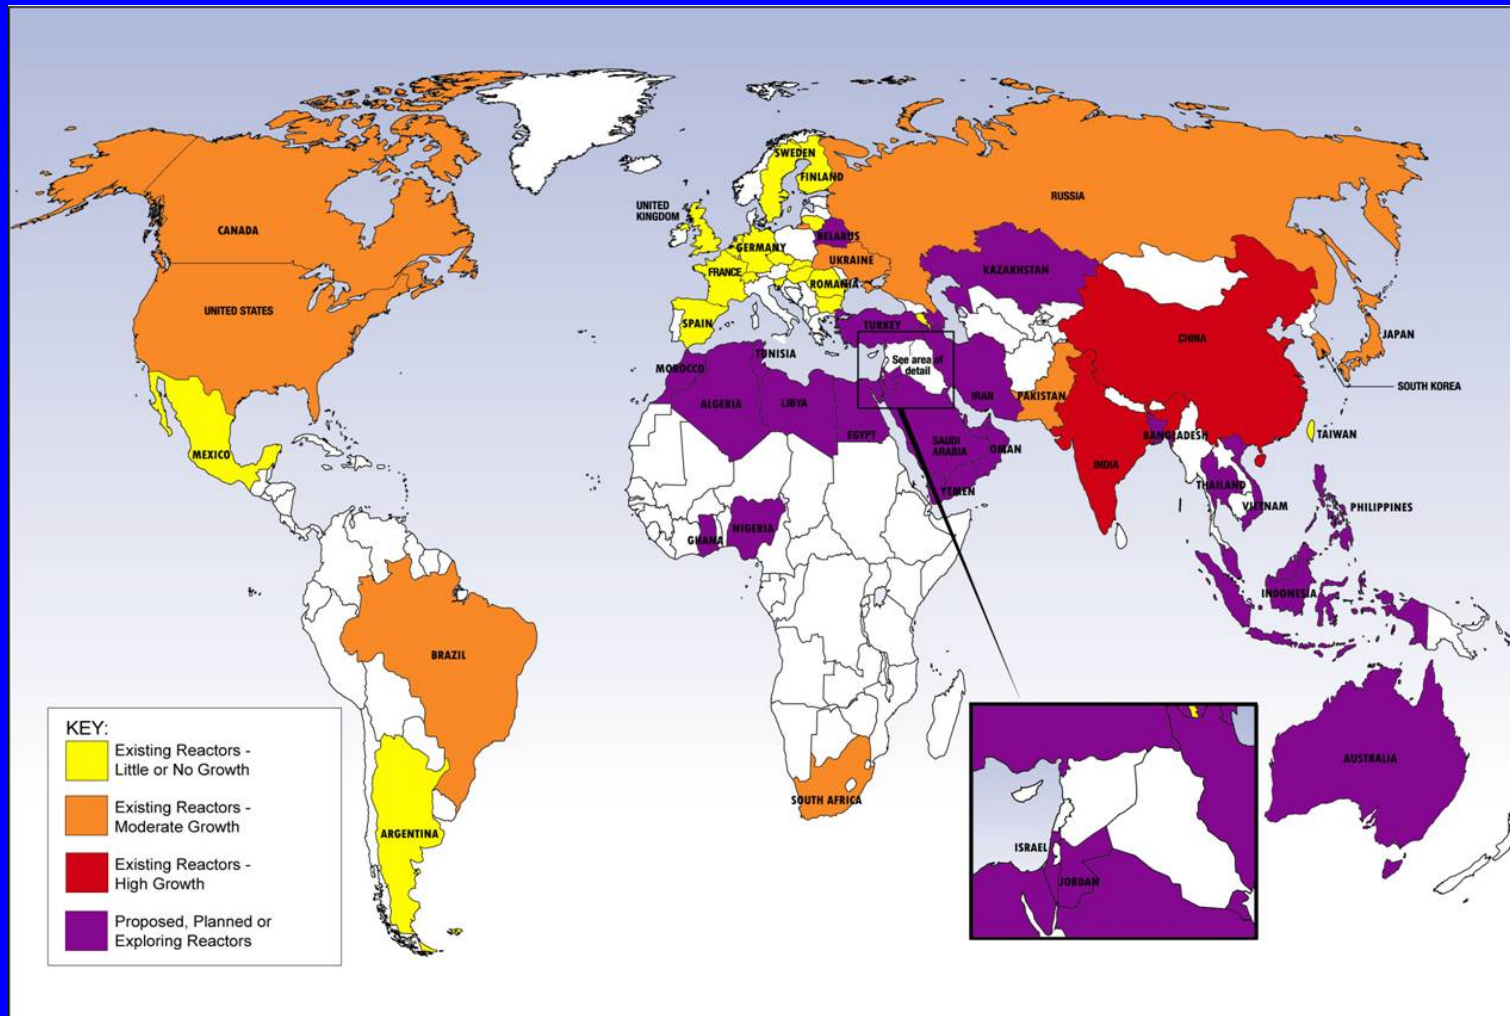 SWEDEN
FINLAND
UNITED
KINGDOM
RUSSIA
CANADA
BELARUS
GERMANY
UKRAINE
FRANCE
KAZAKHSTAN
ROMANIA
UNITED STATES
SPAIN
TURKEY
CHINA
JAPAN
TUNISIA
See area of
detail
MOROCCO
SOUTH KOREA
ALGERIA
LIBYA
IRAN
PAKISTAN
EGYPT
SAUDI
ARABIA
OMAN
BANGLADESH
TAIWAN
MEXICO
INDIA
YEMEN
THAILAND
VIETNAM
PHILIPPINES
GHANA
NIGERIA
INDONESIA
BRAZIL
KEY:
Existing Reactors -
Little or No Growth
Existing Reactors -
Moderate Growth
Existing Reactors -
High Growth
Proposed, Planned or
Exploring Reactors
ARGENTINA
SOUTH AFRICA
AUSTRALIA
ISRAEL
JORDAN